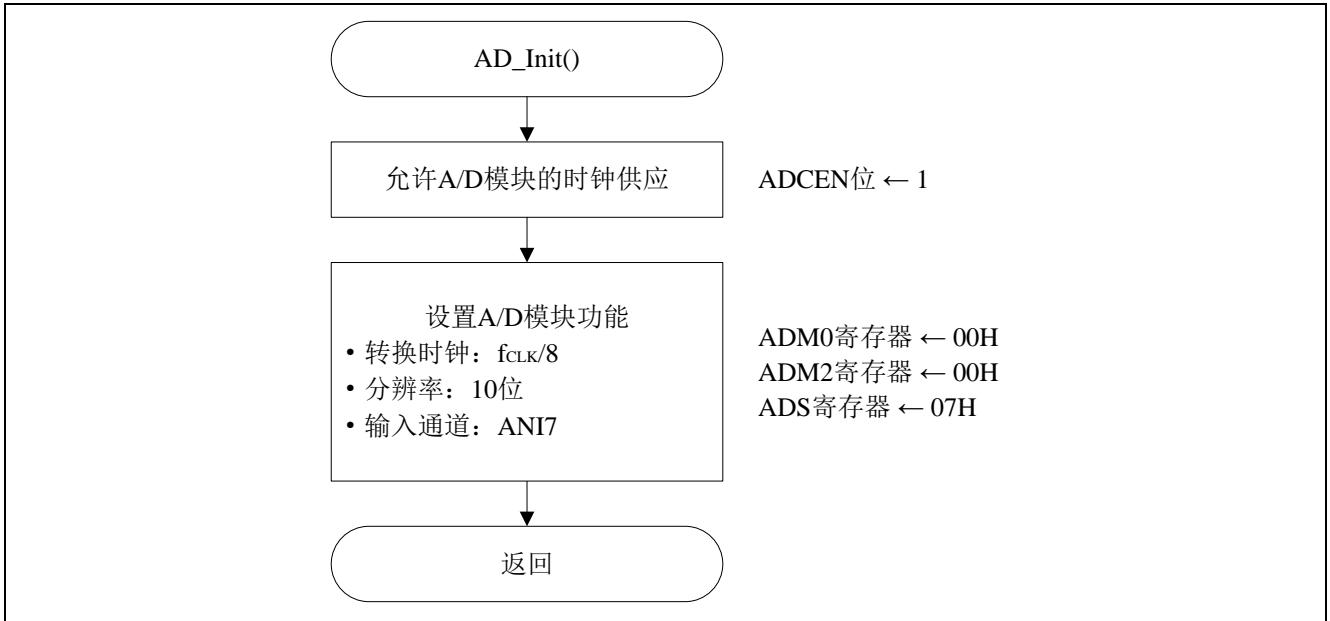 AD_Init()
允许A/D模块的时钟供应
ADCEN位 ← 1
设置A/D模块功能
• 转换时钟：fCLK/8
• 分辨率：10位
• 输入通道：ANI7
ADM0寄存器 ← 00H
ADM2寄存器 ← 00H
ADS寄存器 ← 07H
返回